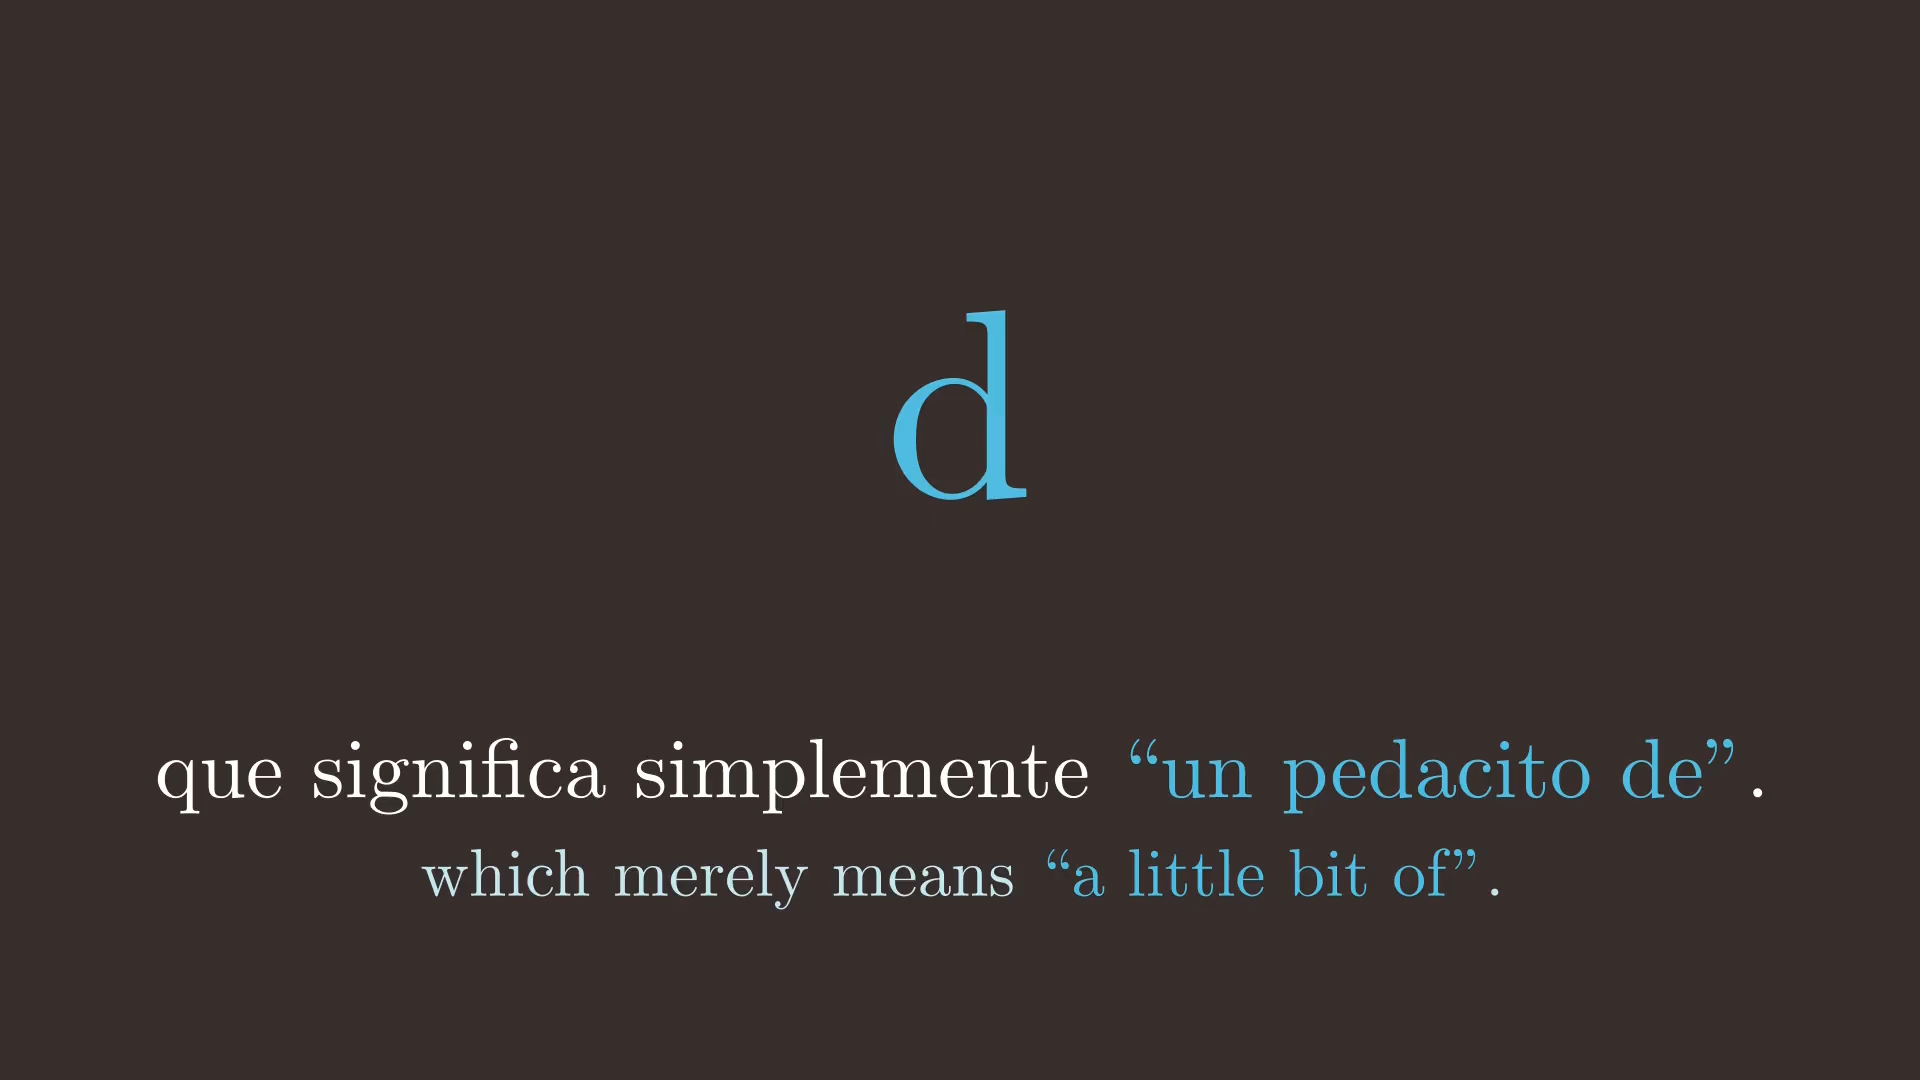 d
que significa simplemente “un pedacito de”.
which merely means “a little bit of”.